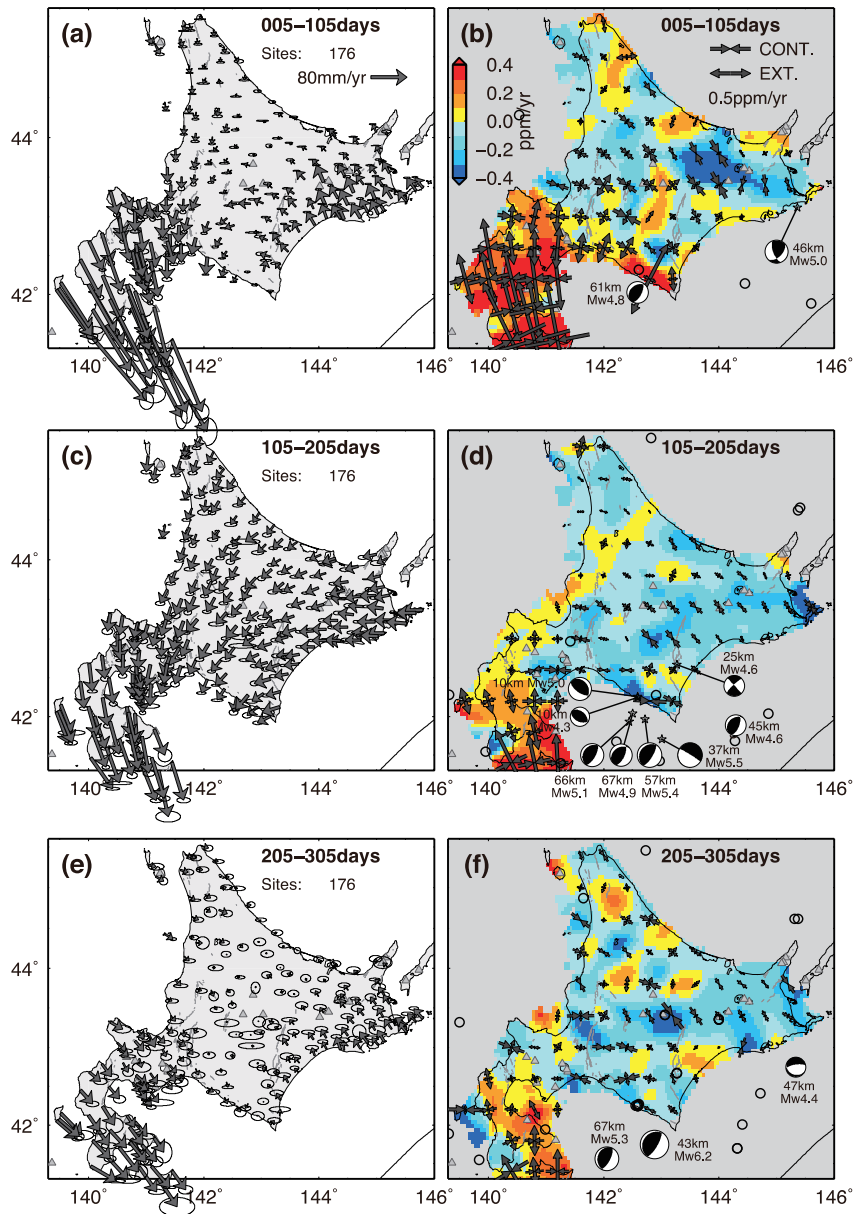 (a)
005–105days
Sites: 176
80mm/yr
44˚
42˚
140˚
142˚
144˚
146˚
(b)
005–105days
CONT.
EXT.
0.5ppm/yr
0.4
0.2
0.0
−0.2
−0.4
ppm/yr
46km
Mw5.0
61km
Mw4.8
140˚
142˚
144˚
146˚
(c)
105–205days
Sites: 176
44˚
42˚
140˚
142˚
144˚
146˚
(d)
105–205days
25km
Mw4.6
10km Mw5.0
10km
45km
Mw4.6
37km
Mw5.5
66km
Mw5.1
67km
Mw4.9
57km
Mw5.4
140˚
142˚
144˚
146˚
(e)
205–305days
Sites: 176
44˚
42˚
140˚
142˚
144˚
146˚
(f)
205–305days
47km
Mw4.4
67km
Mw5.3
43km
Mw6.2
140˚
142˚
144˚
146˚